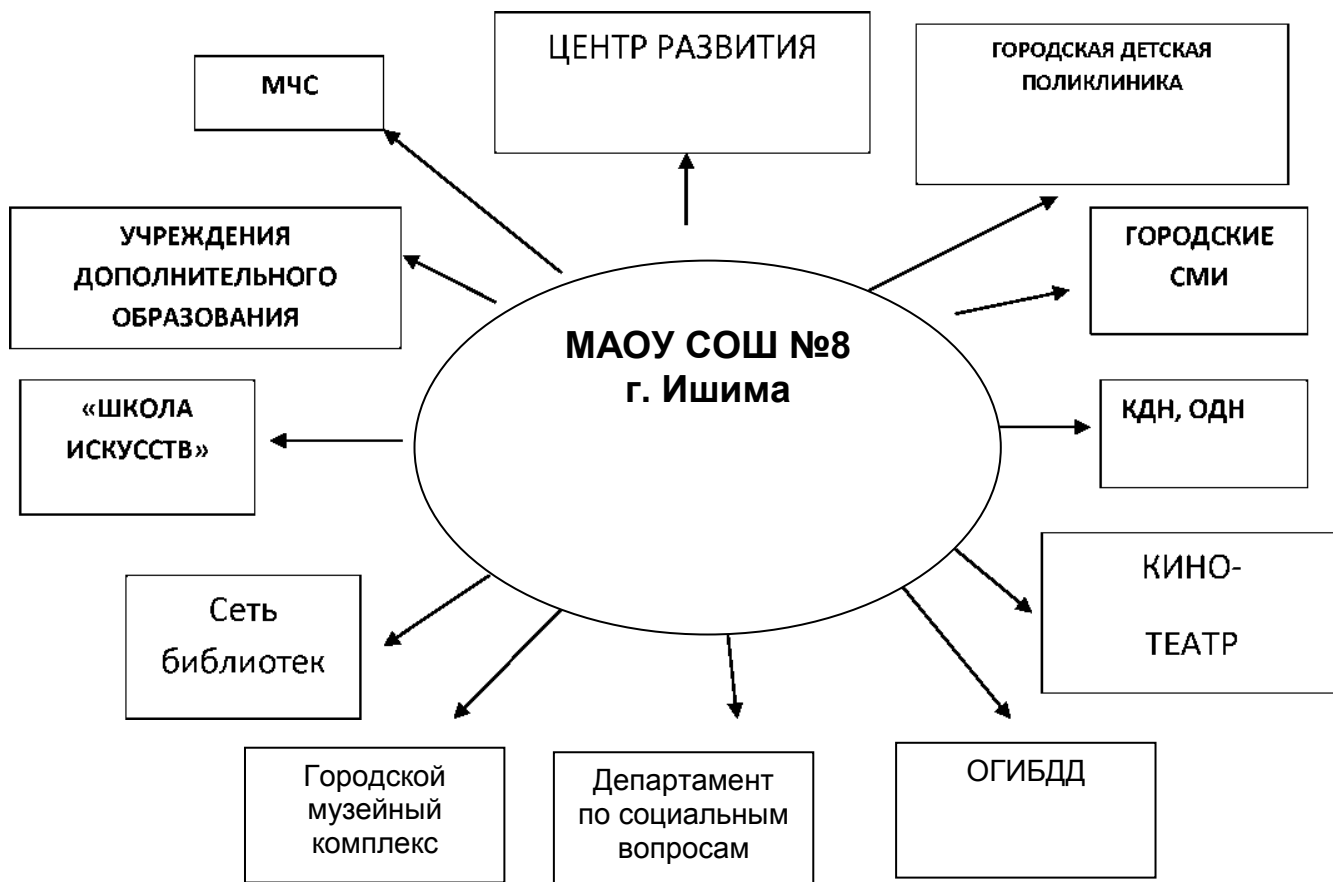 ЦЕНТР РАЗВИТИЯ
ГОРОДСКАЯ ДЕТСКАЯ
ПОЛИКЛИНИКА
МЧС
УЧРЕЖДЕНИЯ
ДОПОЛНИТЕЛЬНОГО
ОБРАЗОВАНИЯ
ГОРОДСКИЕ
СМИ
МАОУ СОШ №8
г. Ишима
«ШКОЛА
ИСКУССТВ»
КДН, ОДН
Сеть
библиотек
КИНО-
ТЕАТР
Городской
музейный
комплекс
Департамент
по социальным
вопросам
ОГИБДД